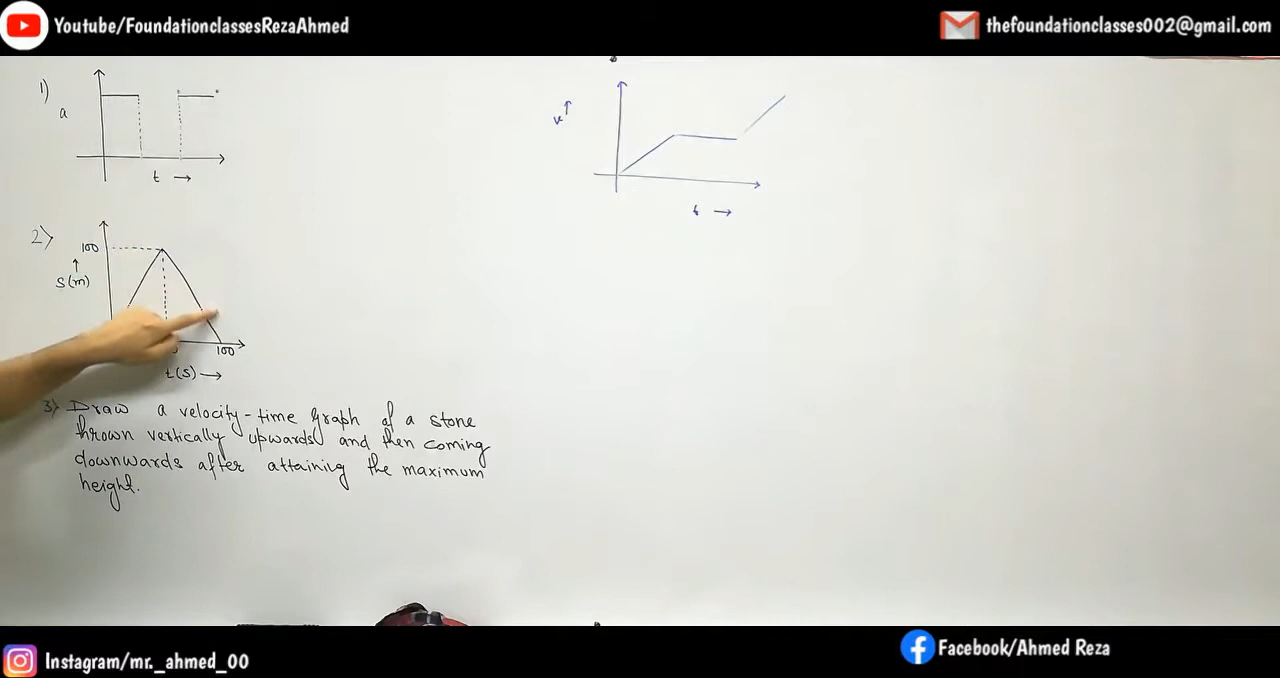 Youtube/FoundationclassesRezaAhmed
thefoundationclasses002@gmail.com
1)
a
t →
v ↑
t →
2)
100
↑
s(m)
100
t(s) →
3) Draw a velocity-time graph of a stone
thrown vertically upwards and then coming
downwards after attaining the maximum
height.
Instagram/mr._ahmed_00
Facebook/Ahmed Reza